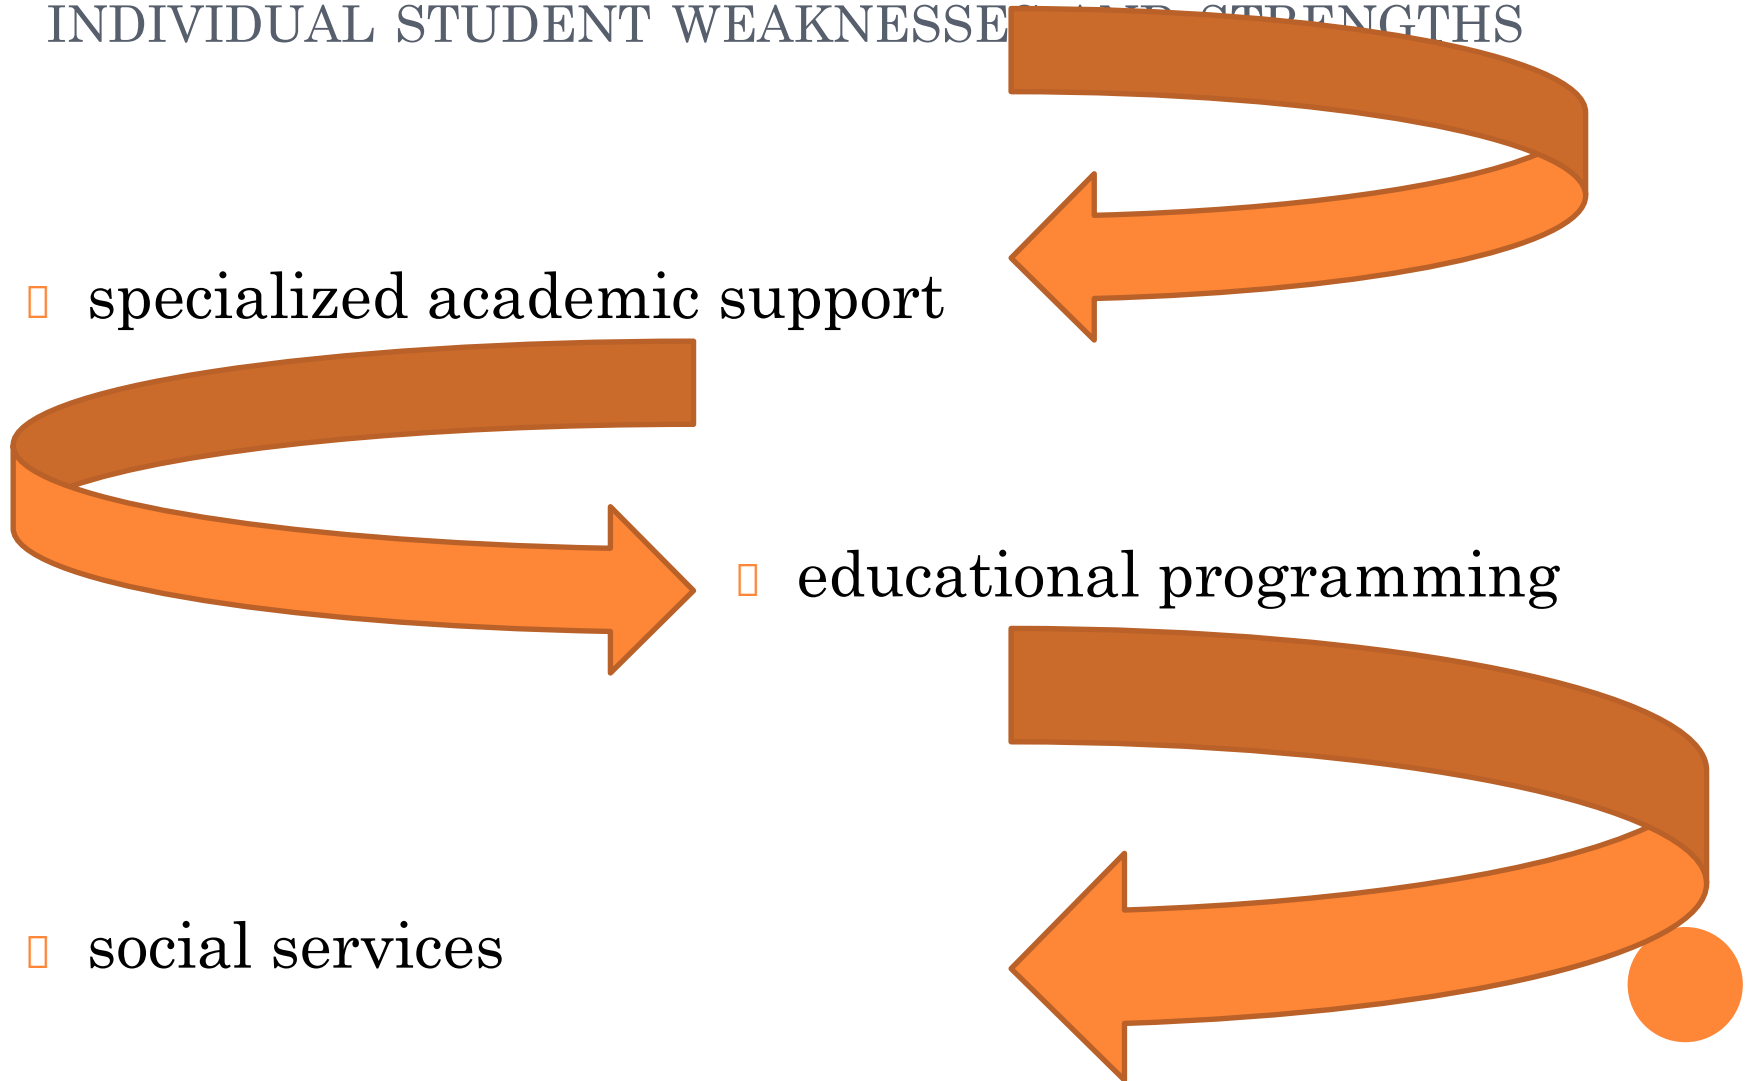 INDIVIDUAL STUDENT WEAKNESSES AND STRENGTHS
specialized academic support
educational programming
social services